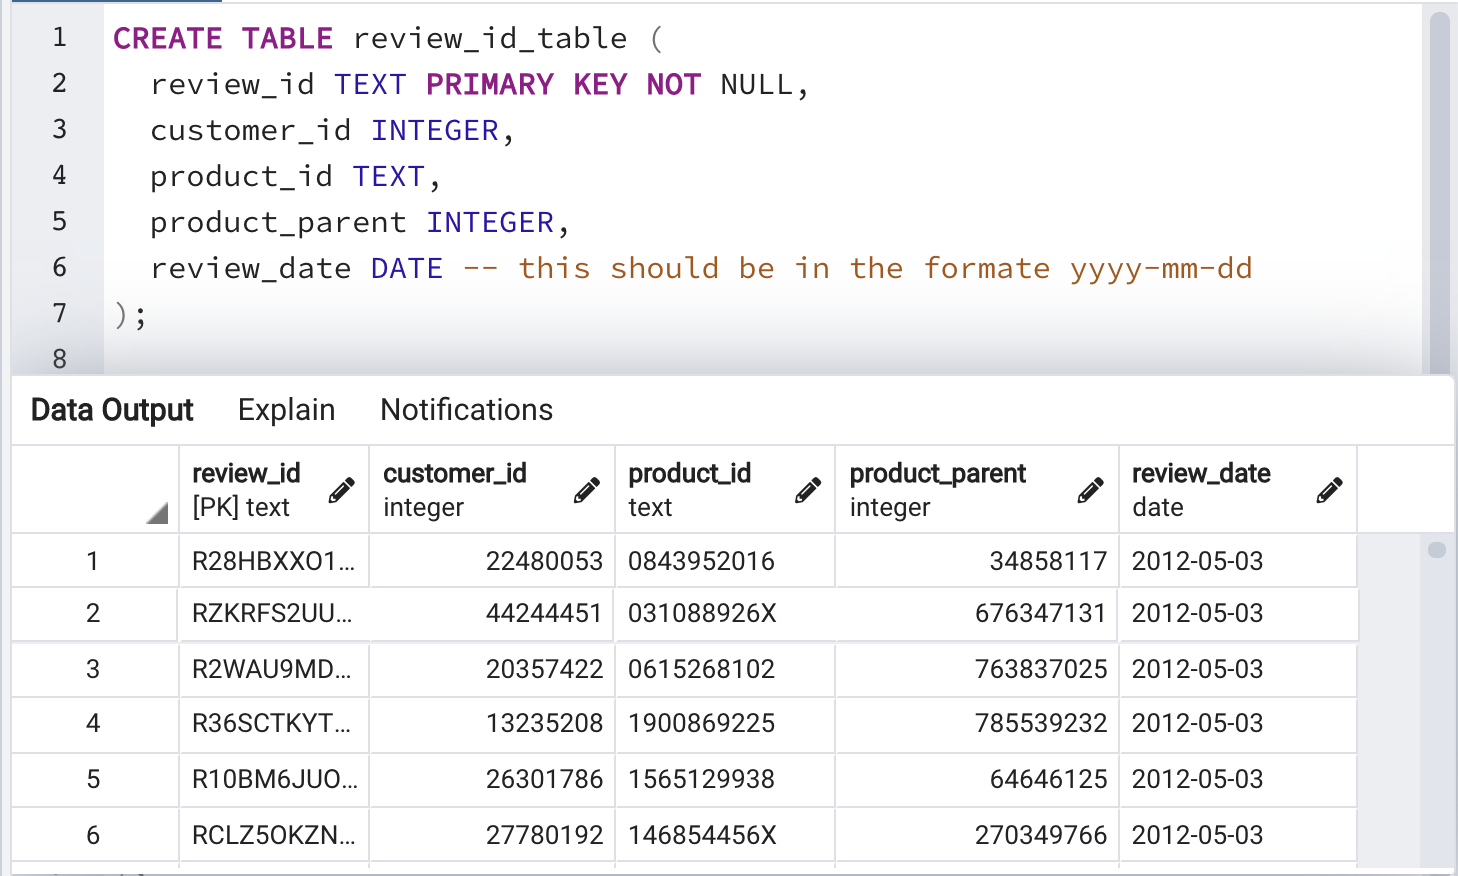 1 CREATE TABLE review_id_table (
2 review_id TEXT PRIMARY KEY NOT NULL,
3 customer_id INTEGER,
4 product_id TEXT,
5 product_parent INTEGER,
6 review_date DATE -- this should be in the formate yyyy-mm-dd
7 );
8
Data Output Explain Notifications
review_id customer_id product_id product_parent review_date
[PK] text integer text integer date
1 R28HBXXO1... 22480053 0843952016 34858117 2012-05-03
2 RZKRFS2UU... 44244451 031088926X 676347131 2012-05-03
3 R2WAU9MD... 20357422 0615268102 763837025 2012-05-03
4 R36SCTKYT... 13235208 1900869225 785539232 2012-05-03
5 R10BM6JUO... 26301786 1565129938 64646125 2012-05-03
6 RCLZ5OKZN... 27780192 146854456X 270349766 2012-05-03